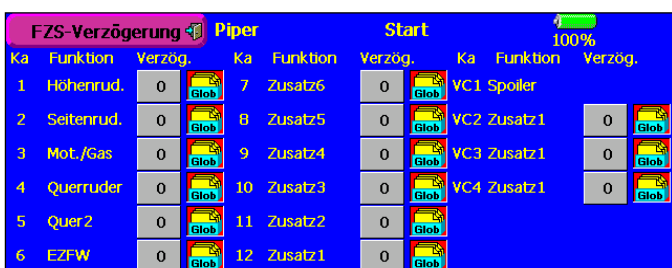 FZS-Verzögerung Piper Start 100%
Ka Funktion Verzög. Ka Funktion Verzög. Ka Funktion Verzög.
1 Höhenrud. 0 Glob 7 Zusatz6 0 Glob VC1 Spoiler
2 Seitenrud. 0 Glob 8 Zusatz5 0 Glob VC2 Zusatz1 0 Glob
3 Mot./Gas 0 Glob 9 Zusatz4 0 Glob VC3 Zusatz1 0 Glob
4 Querruder 0 Glob 10 Zusatz3 0 Glob VC4 Zusatz1 0 Glob
5 Quer2 0 Glob 11 Zusatz2 0 Glob
6 EZFW 0 Glob 12 Zusatz1 0 Glob